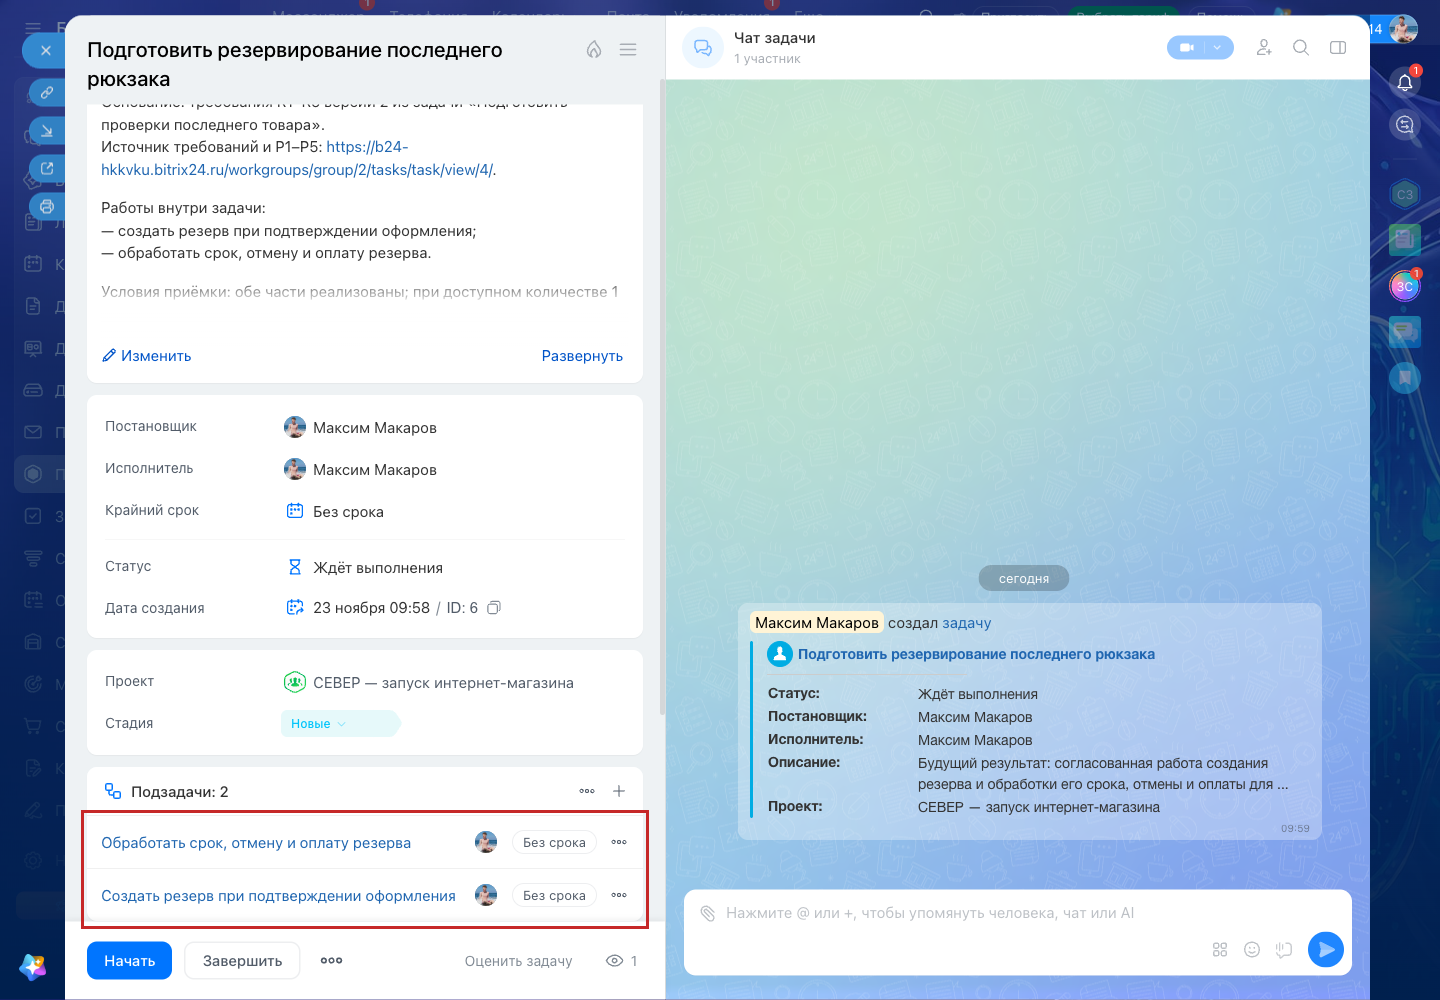 Подготовить резервирование последнего
рюкзака
проверки последнего товара».
Источник требований и P1–P5: https://b24-
hkkvku.bitrix24.ru/workgroups/group/2/tasks/task/view/4/.
Работы внутри задачи:
— создать резерв при подтверждении оформления;
— обработать срок, отмену и оплату резерва.
Условия приёмки: обе части реализованы; при доступном количестве 1
Изменить
Развернуть
Постановщик
Максим Макаров
Исполнитель
Максим Макаров
Крайний срок
Без срока
Статус
Ждёт выполнения
Дата создания
23 ноября 09:58 / ID: 6
Проект
СЕВЕР — запуск интернет-магазина
Стадия
Новые
Подзадачи: 2
Обработать срок, отмену и оплату резерва
Без срока
Создать резерв при подтверждении оформления
Без срока
Начать
Завершить
Оценить задачу
1
Чат задачи
1 участник
сегодня
Максим Макаров создал задачу
Подготовить резервирование последнего рюкзака
Статус: Ждёт выполнения
Постановщик: Максим Макаров
Исполнитель: Максим Макаров
Описание: Будущий результат: согласованная работа создания
резерва и обработки его срока, отмены и оплаты для ...
Проект: СЕВЕР — запуск интернет-магазина
09:59
Нажмите @ или +, чтобы упомянуть человека, чат или AI
14
1
СЗ
1
ЗС